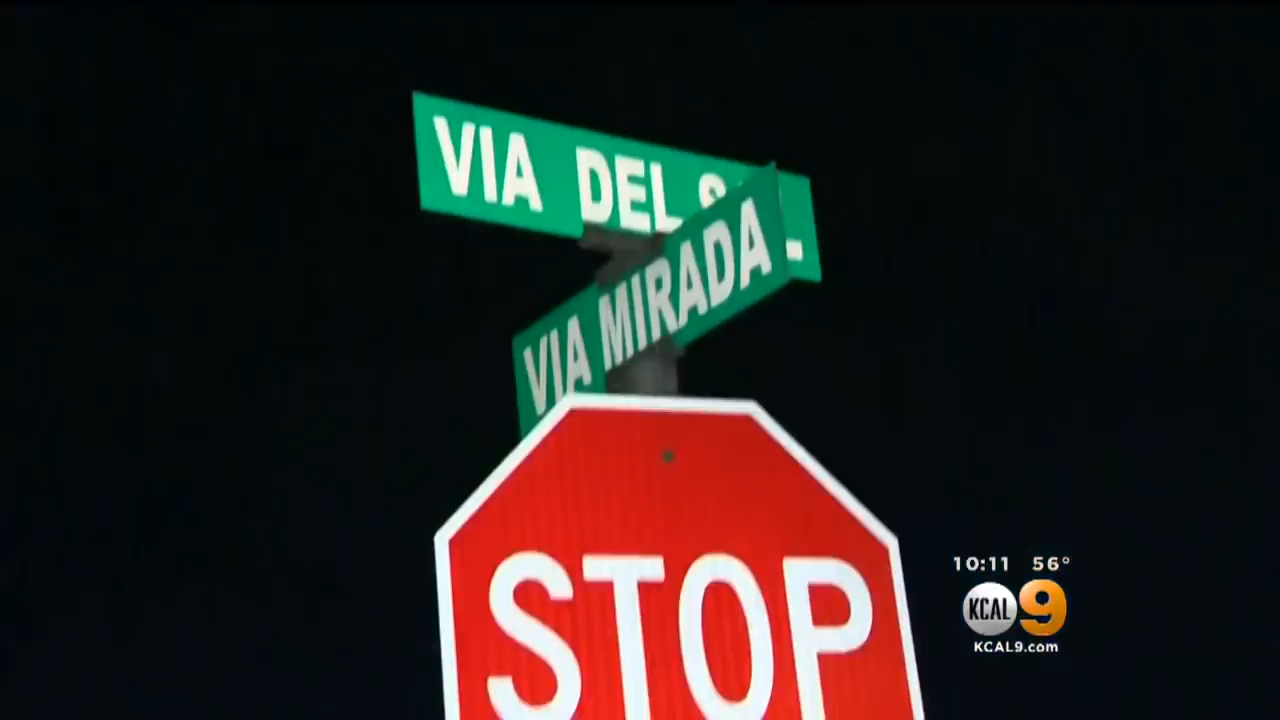 VIA DEL
VIA MIRADA
STOP
10:11 56°
KCAL 9
KCAL9.com